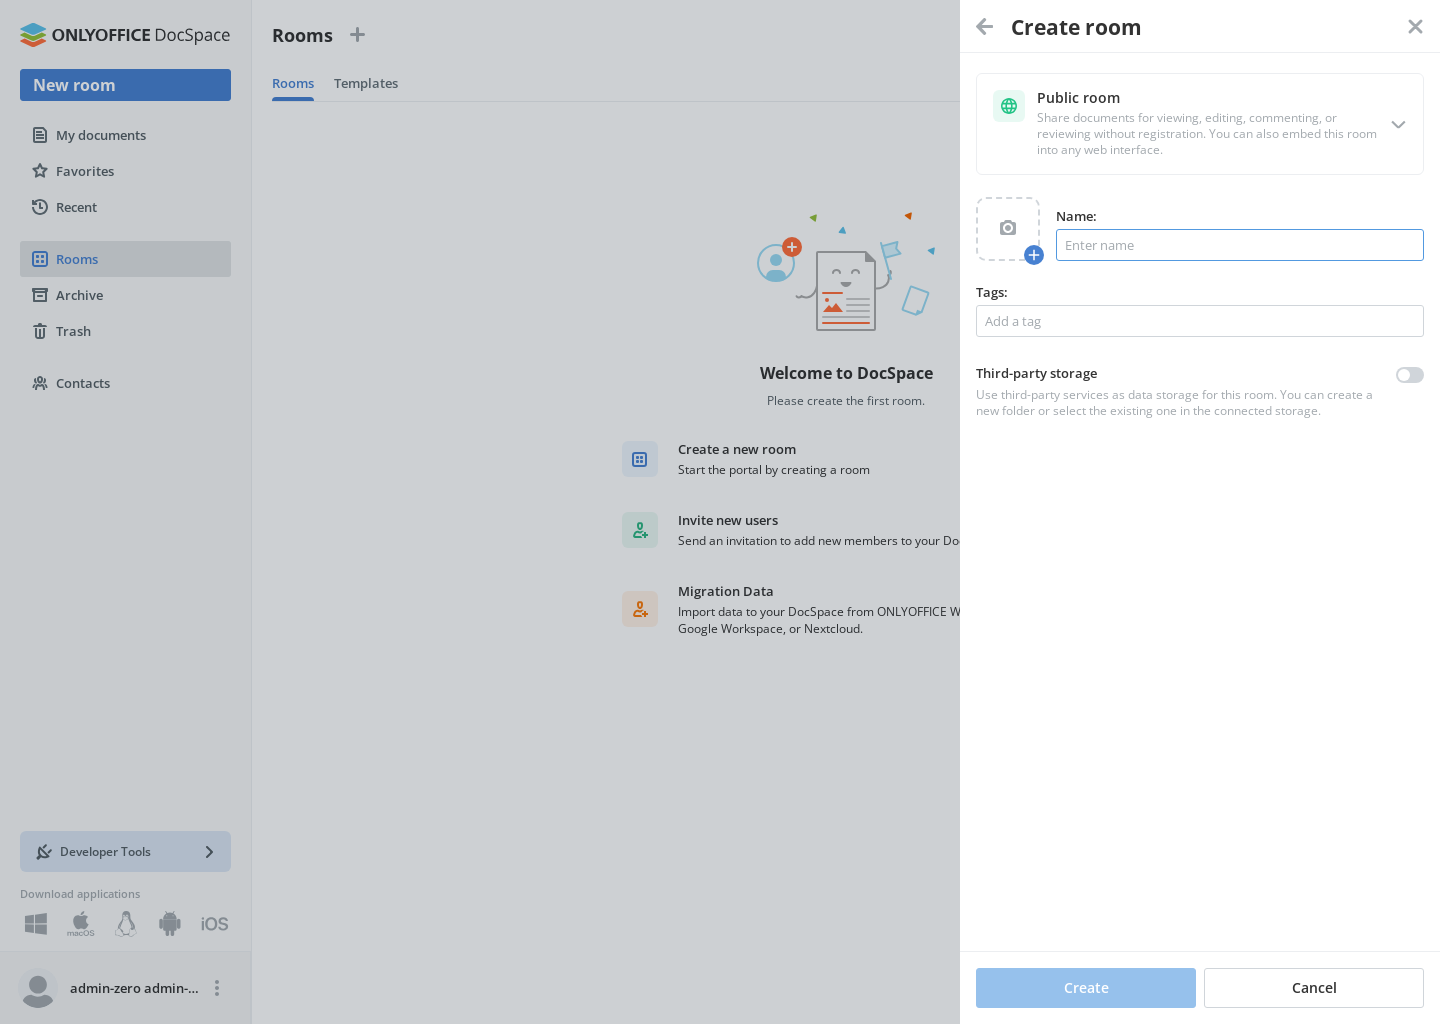 ONLYOFFICE DocSpace
New room
My documents
Favorites
Recent
Rooms
Archive
Trash
Contacts
Developer Tools
Download applications
macOS
iOS
admin-zero admin-...
Rooms
Rooms
Templates
Welcome to DocSpace
Please create the first room.
Create a new room
Start the portal by creating a room
Invite new users
Send an invitation to add new members to your Do
Migration Data
Import data to your DocSpace from ONLYOFFICE W
Google Workspace, or Nextcloud.
Create room
Public room
Share documents for viewing, editing, commenting, or
reviewing without registration. You can also embed this room
into any web interface.
Name:
Enter name
Tags:
Add a tag
Third-party storage
Use third-party services as data storage for this room. You can create a
new folder or select the existing one in the connected storage.
Create
Cancel